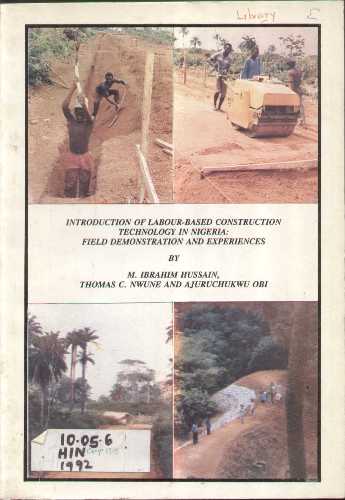 Library
INTRODUCTION OF LABOUR-BASED CONSTRUCTION
TECHNOLOGY IN NIGERIA:
FIELD DEMONSTRATION AND EXPERIENCES
BY
M. IBRAHIM HUSSAIN,
THOMAS C. NWUNE AND AJURUCHUKWU OBI
10.05.6
HIN
1992